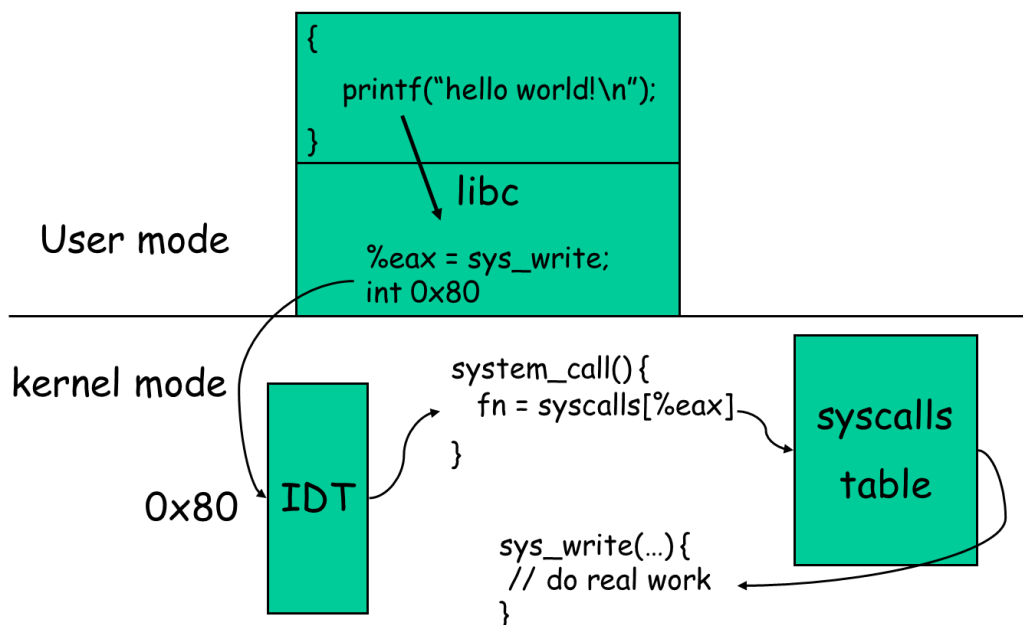 {
printf(“hello world!\n”);
}
libc
User mode
%eax = sys_write;
int 0x80
kernel mode
0x80
IDT
system_call() {
fn = syscalls[%eax]
}
syscalls
table
sys_write(…) {
// do real work
}